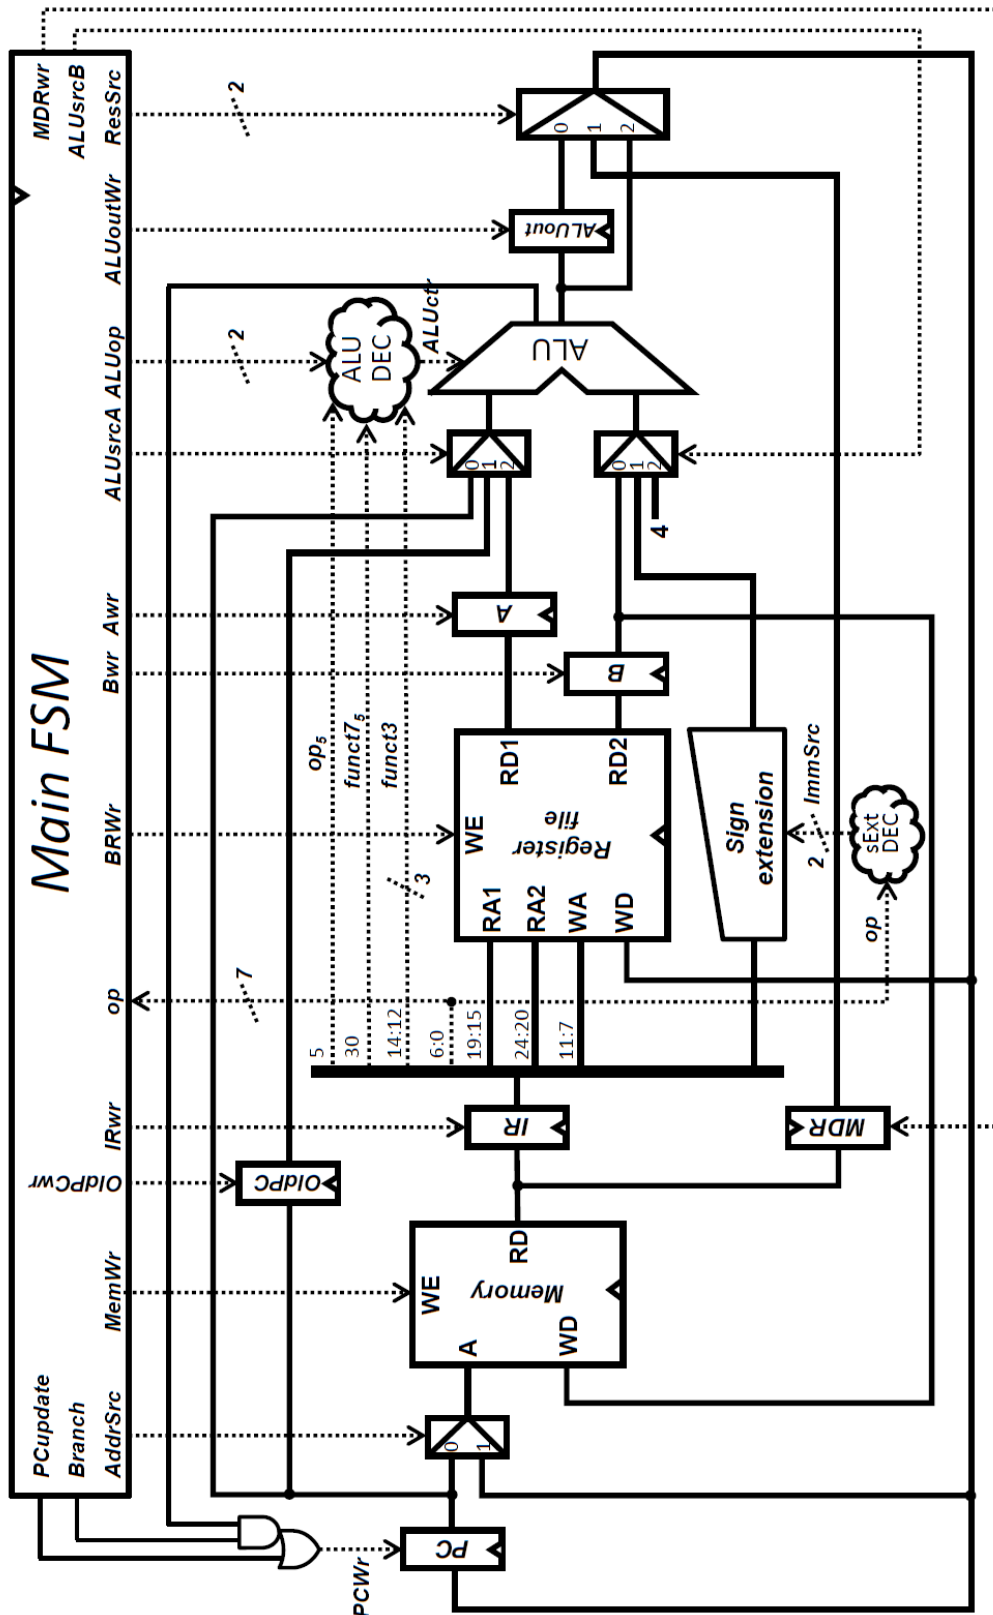 Main FSM
MDRwr
ALUsrcB
ResSrc
ALUoutWr
ALUop
ALUsrcA
Awr
Bwr
BRWr
op
IRwr
OldPCwr
MemWr
PCupdate
Branch
AddrSrc
2
2
7
3
2
0
1
2
ALUout
ALUctr
ALU
DEC
ALU
0
1
2
0
1
2
4
A
B
op5
funct75
funct3
WE
RD1
RD2
Register
file
RA1
RA2
WA
WD
Sign
extension
ImmSrc
sExt
DEC
op
5
30
14:12
6:0
19:15
24:20
11:7
IR
MDR
OldPC
WE
RD
Memory
A
WD
0
1
PC
PCWr